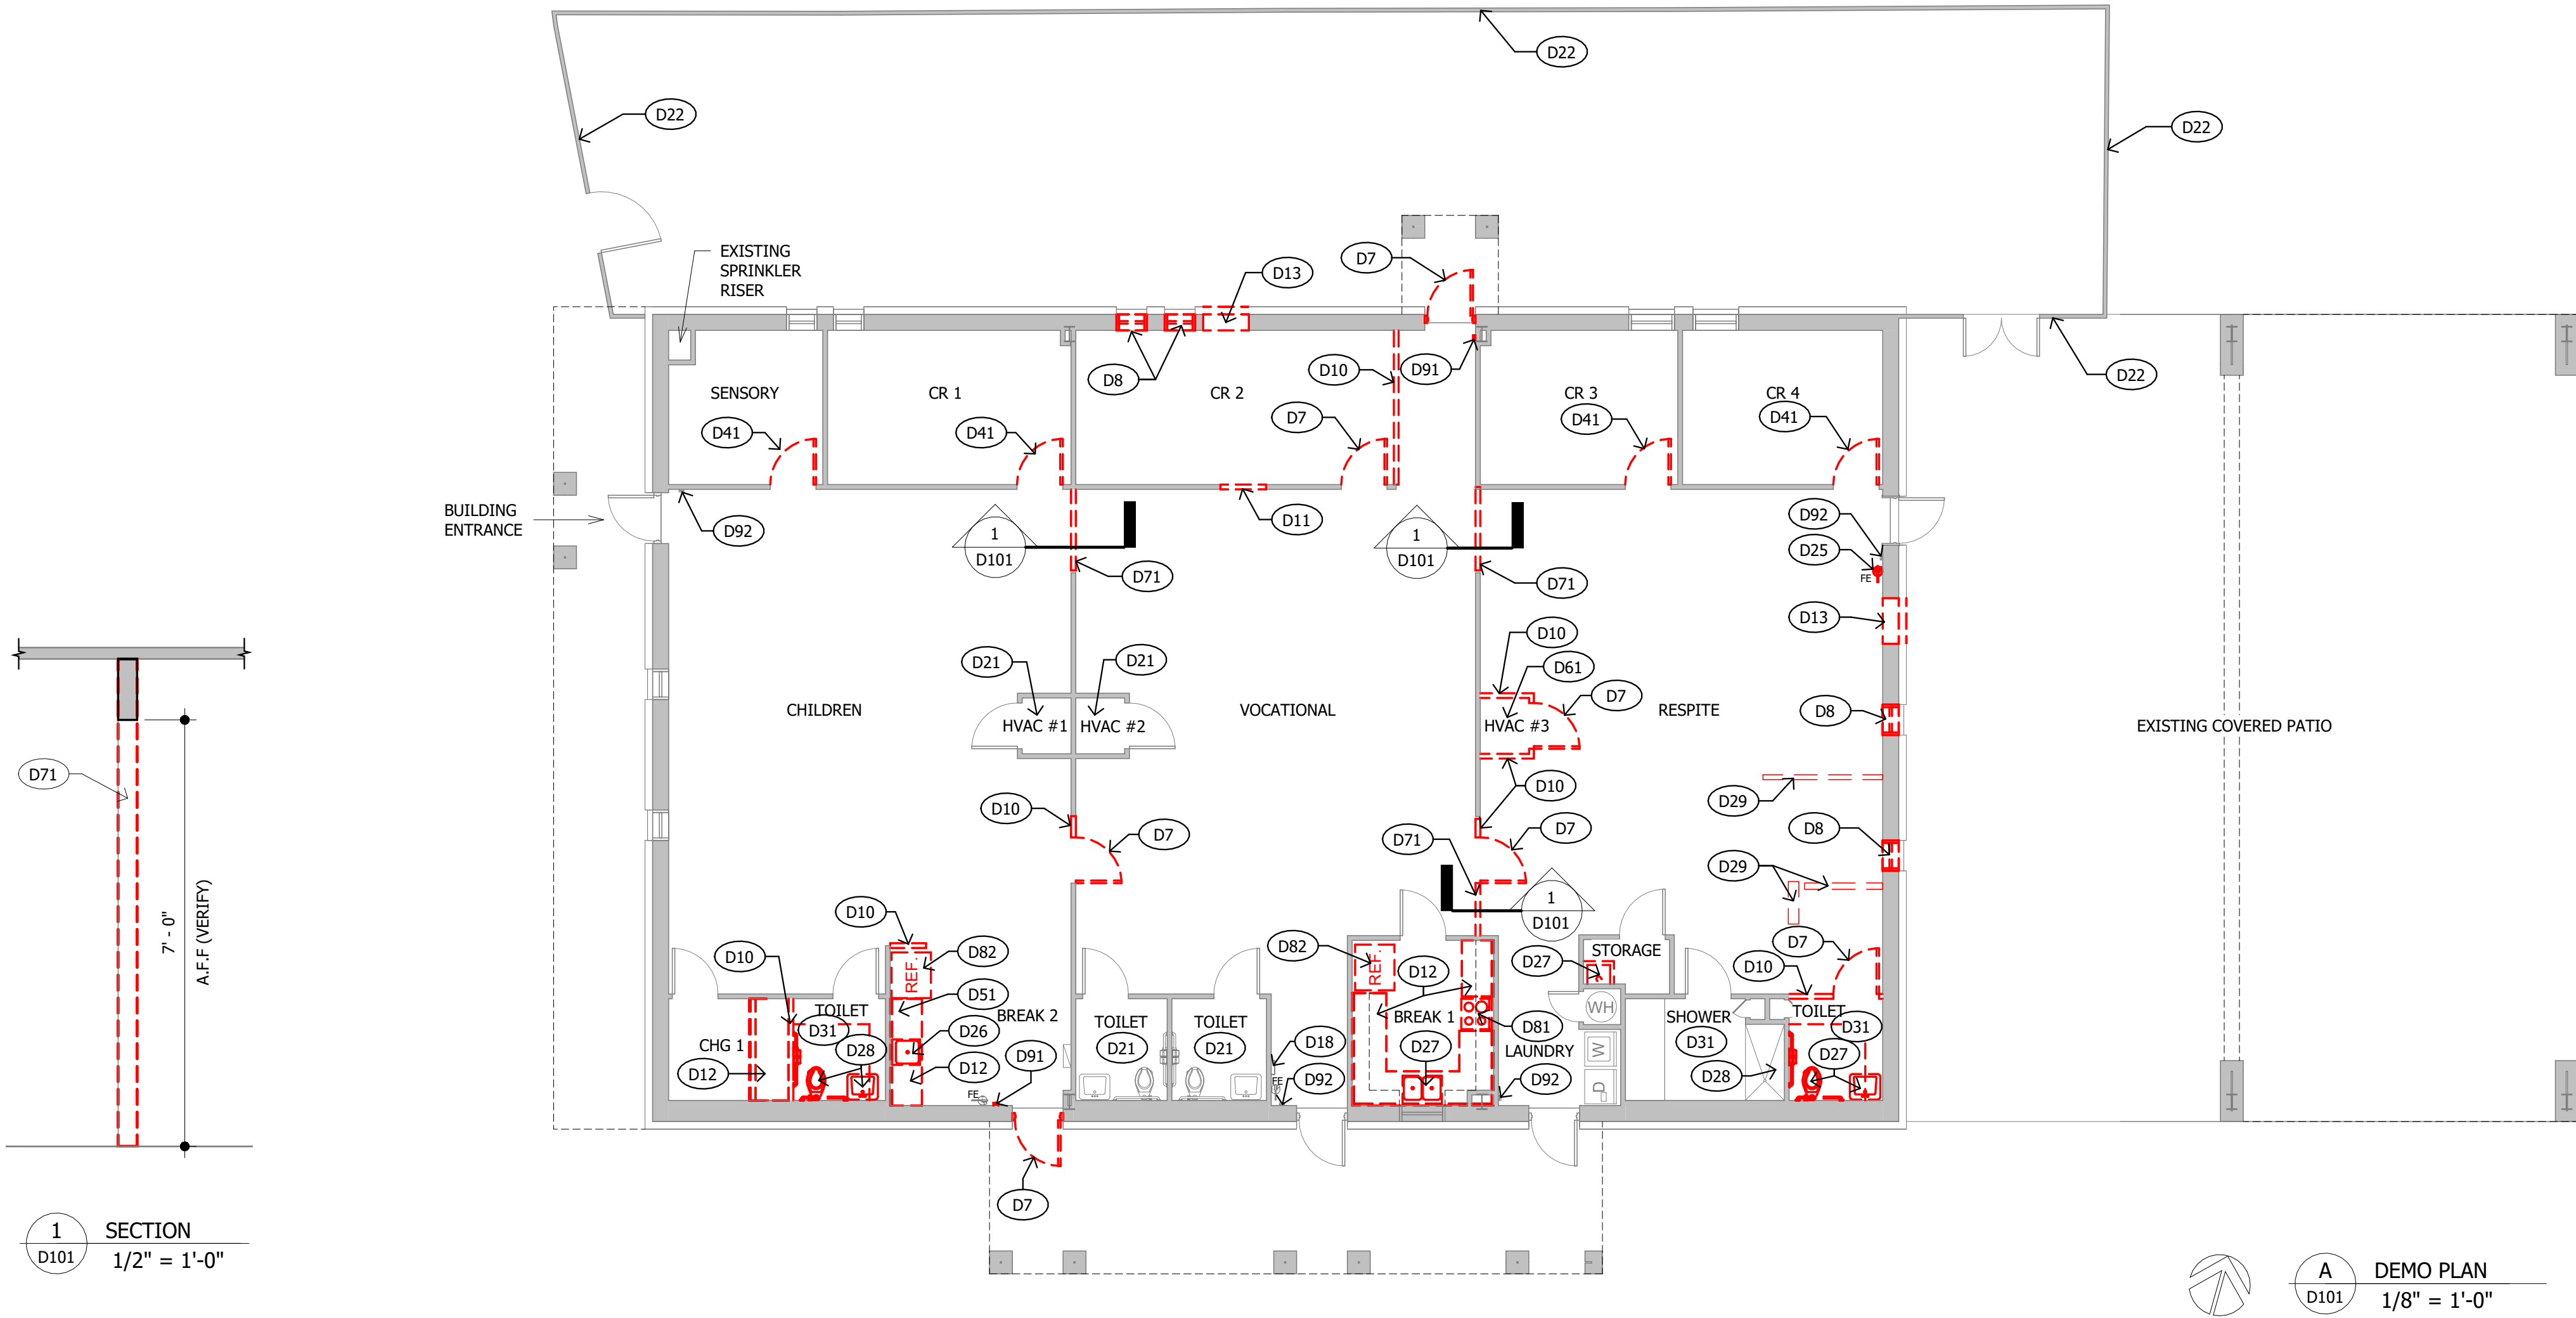 D22
D22
D22
EXISTING
SPRINKLER
RISER
D13
D7
D8
D10
D91
D22
SENSORY
CR 1
CR 2
CR 3
CR 4
D41
D41
D7
D41
D41
BUILDING
ENTRANCE
D92
D11
D92
1
D101
1
D101
D25
FE
D71
D71
D13
D10
D21
D21
D61
D7
CHILDREN
VOCATIONAL
RESPITE
D8
HVAC #1
HVAC #2
HVAC #3
EXISTING COVERED PATIO
D71
7' - 0"
A.F.F (VERIFY)
D10
D29
D10
D7
D71
D7
D8
D29
D10
1
D101
D10
D82
REF.
D82
REF.
D12
D27
STORAGE
D7
D10
D51
TOILET
D31
D26
BREAK 2
TOILET
D21
TOILET
D21
BREAK 1
D81
WH
SHOWER
D31
TOILET
D31
CHG 1
D28
D12
D12
D91
D18
D27
LAUNDRY
W
D27
D28
D92
FE
FE
D92
D
D7
1
D101
SECTION
1/2" = 1'-0"
A
D101
DEMO PLAN
1/8" = 1'-0"